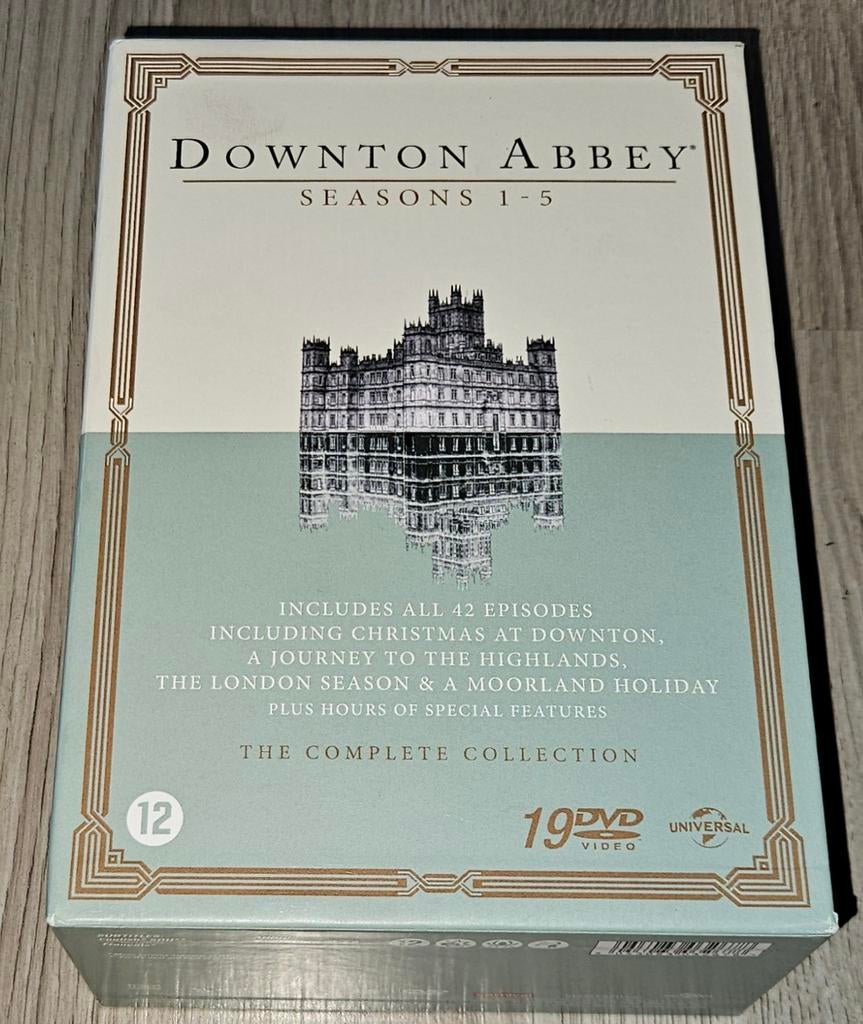 DOWNTON ABBEY®
SEASONS 1-5
INCLUDES ALL 42 EPISODES
INCLUDING CHRISTMAS AT DOWNTON,
A JOURNEY TO THE HIGHLANDS,
THE LONDON SEASON & A MOORLAND HOLIDAY
PLUS HOURS OF SPECIAL FEATURES
THE COMPLETE COLLECTION
12
19 DVD VIDEO
UNIVERSAL
SUBTITLES